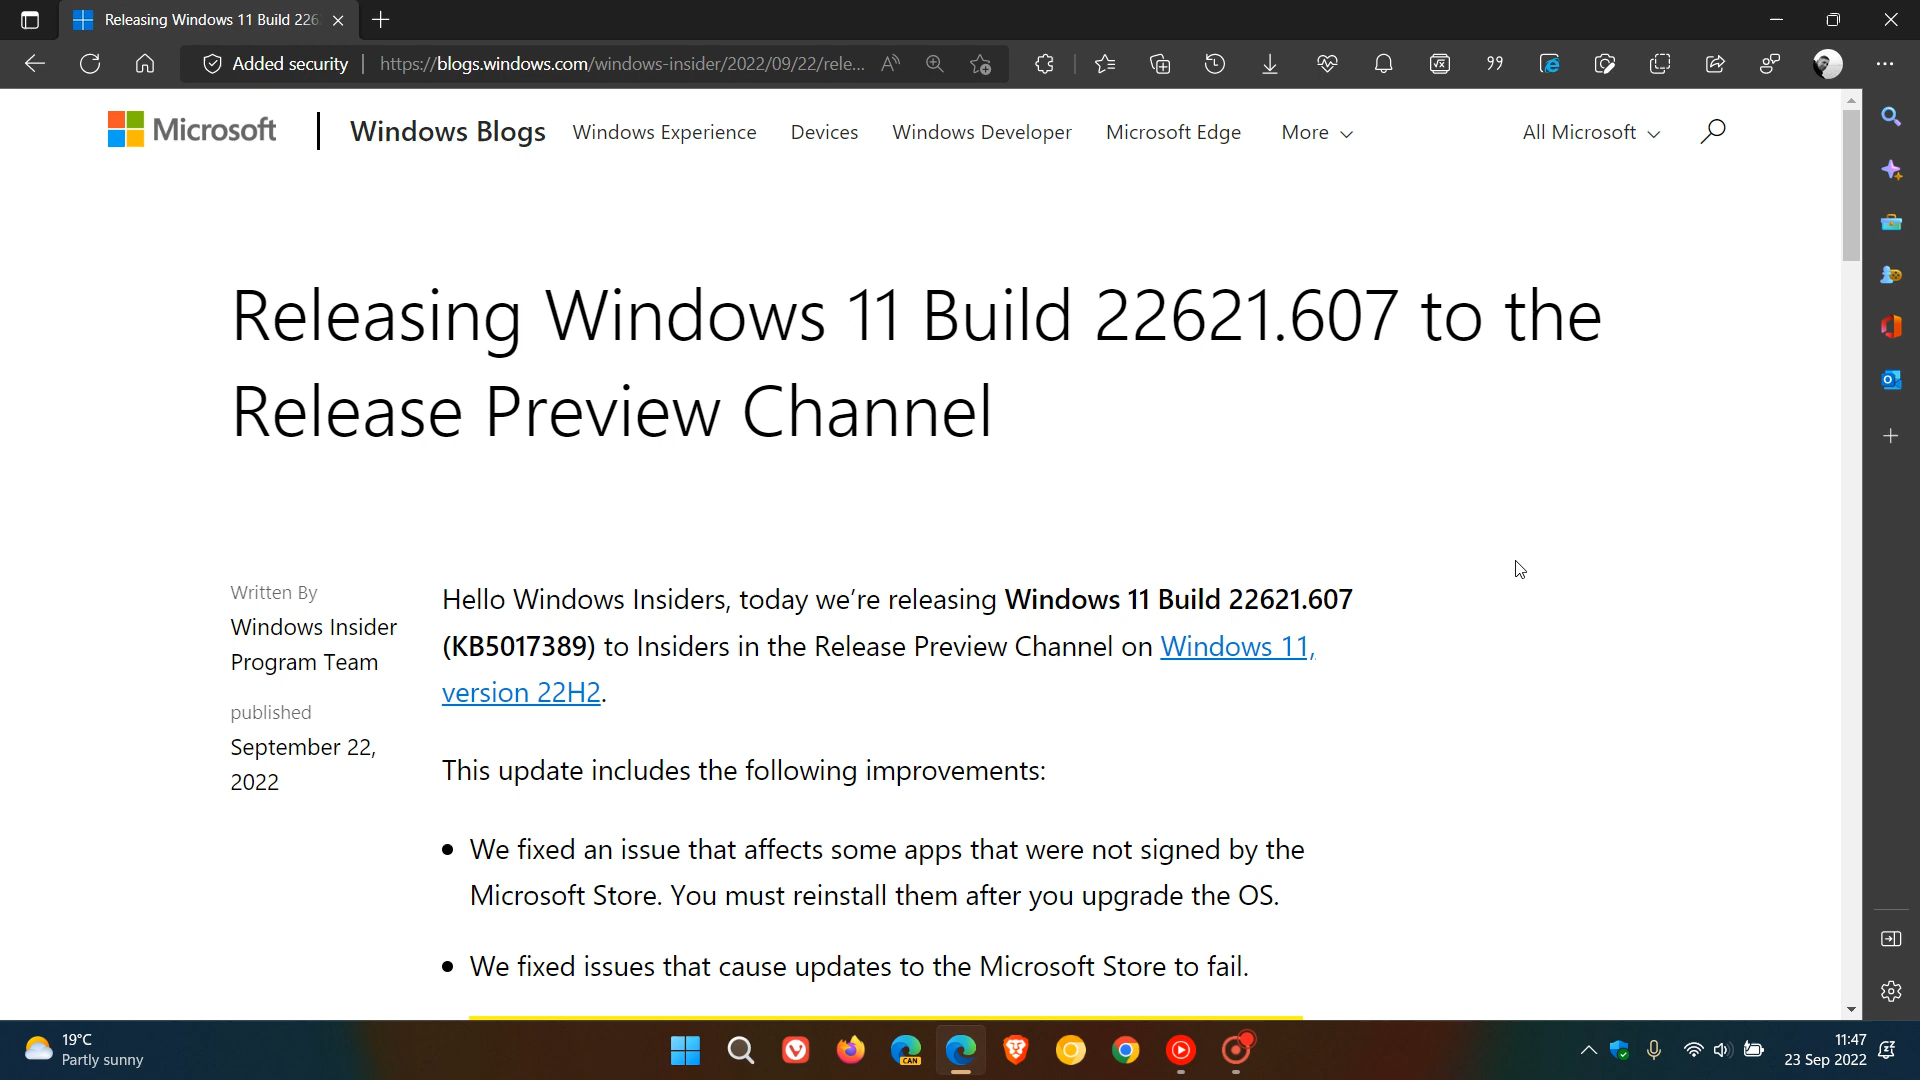 Releasing Windows 11 Build 226
Added security
https://blogs.windows.com/windows-insider/2022/09/22/rele...
Microsoft
Windows Blogs
Windows Experience
Devices
Windows Developer
Microsoft Edge
More
All Microsoft
Releasing Windows 11 Build 22621.607 to the
Release Preview Channel
Written By
Windows Insider
Program Team
published
September 22,
2022
Hello Windows Insiders, today we’re releasing Windows 11 Build 22621.607
(KB5017389) to Insiders in the Release Preview Channel on Windows 11,
version 22H2.
This update includes the following improvements:
• We fixed an issue that affects some apps that were not signed by the
Microsoft Store. You must reinstall them after you upgrade the OS.
• We fixed issues that cause updates to the Microsoft Store to fail.
19°C
Partly sunny
CAN
11:47
23 Sep 2022